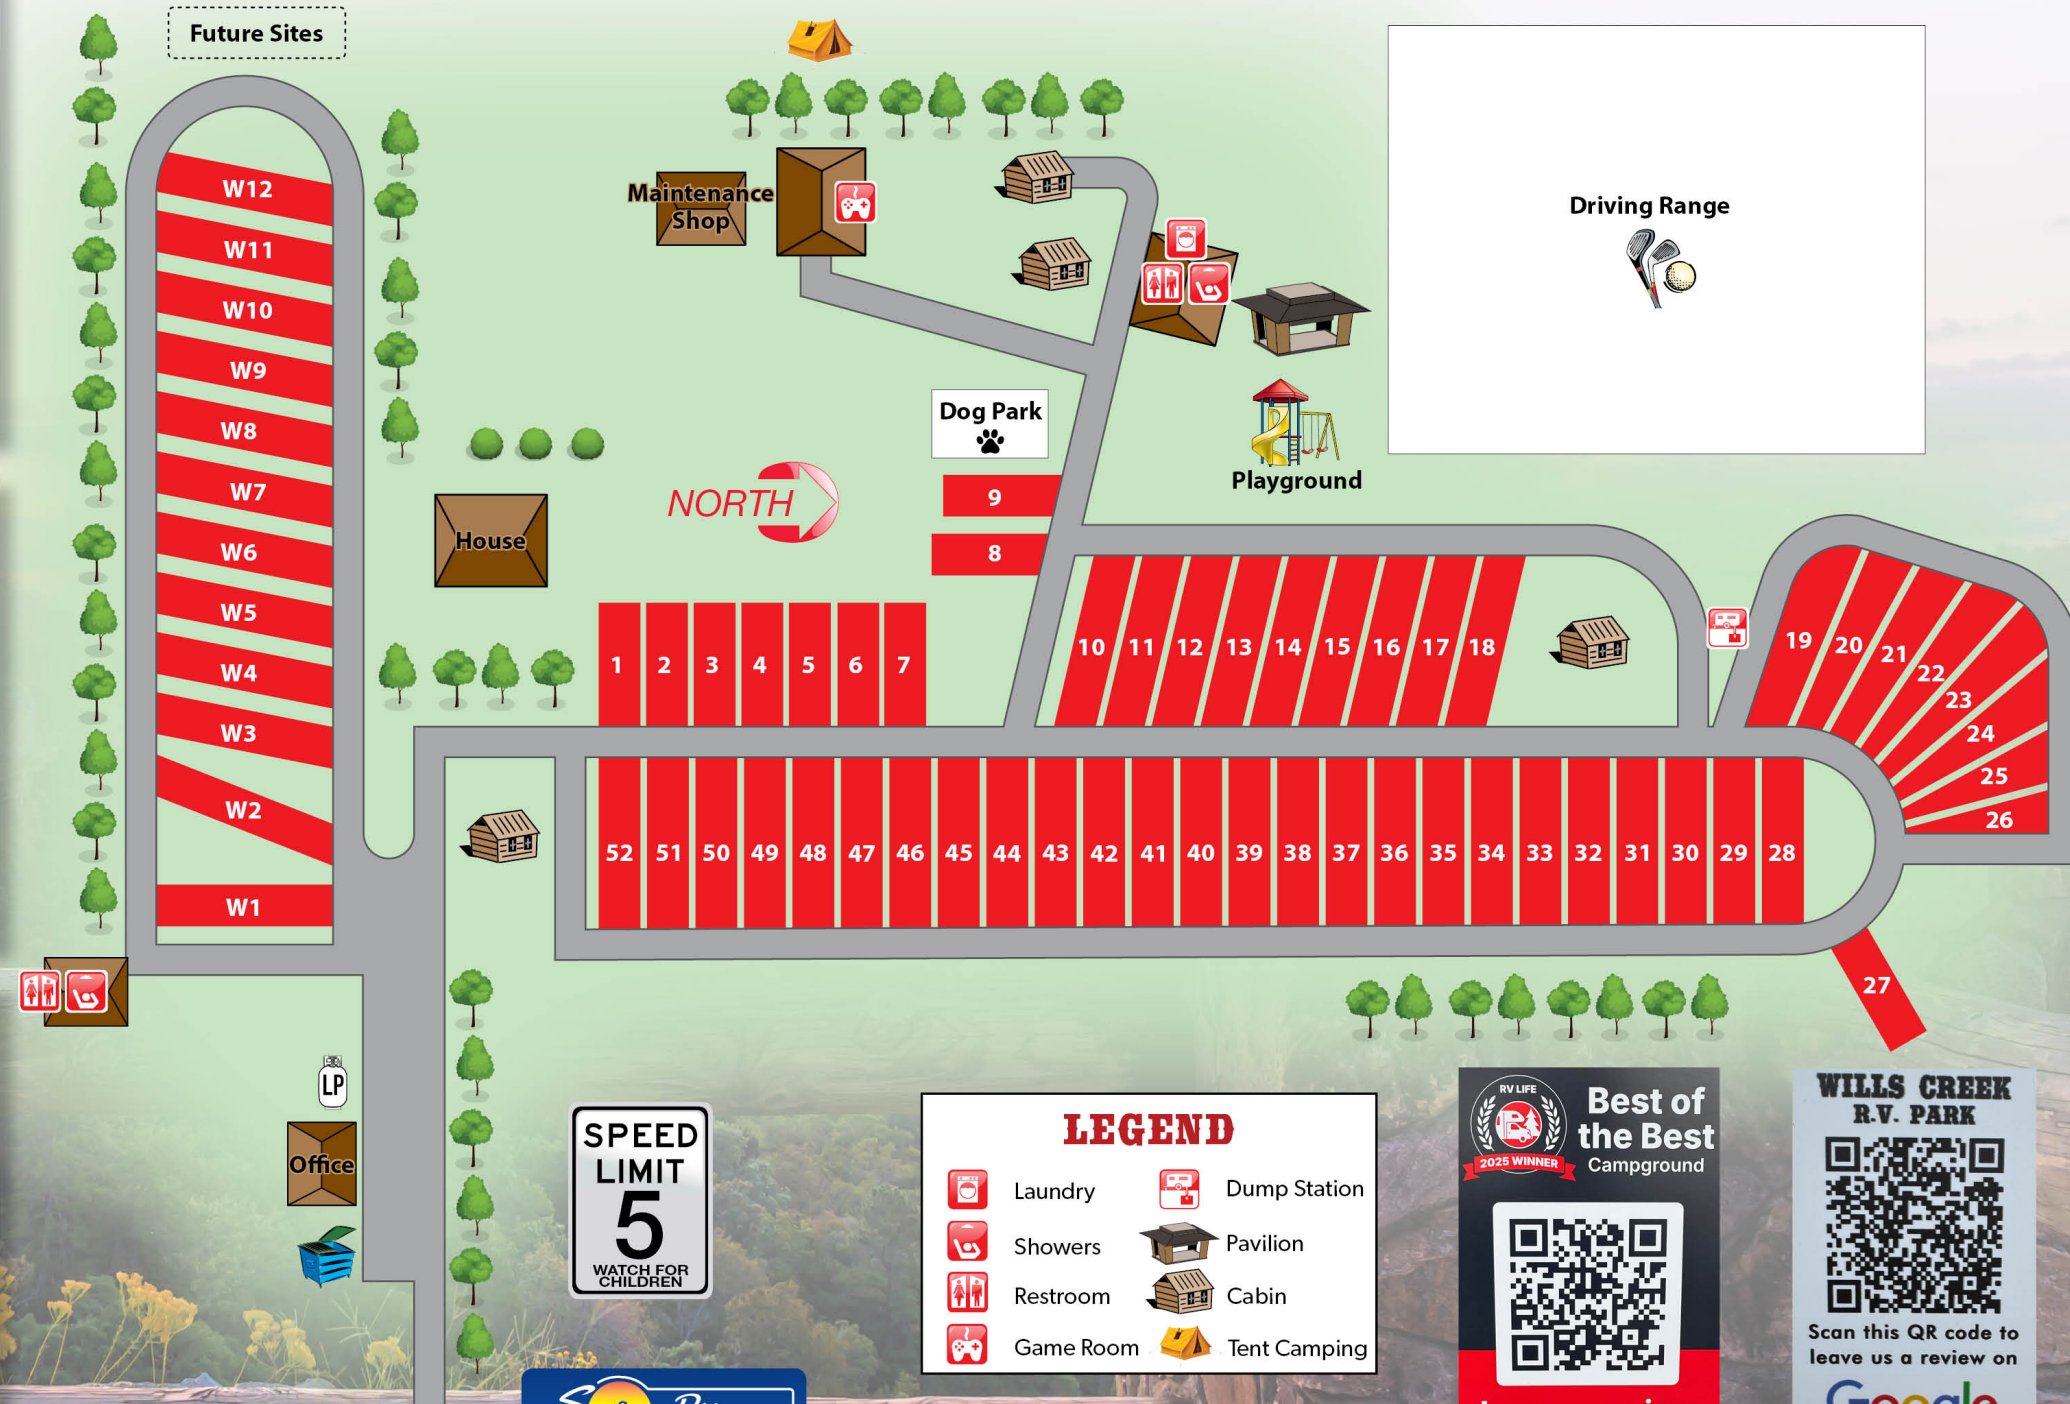 Future Sites
Driving Range
Maintenance
Shop
Dog Park
Playground
NORTH
House
W12
W11
W10
W9
W8
W7
W6
W5
W4
W3
W2
W1
9
8
1 2 3 4 5 6 7
10 11 12 13 14 15 16 17 18
19 20 21 22 23 24 25 26
52 51 50 49 48 47 46 45 44 43 42 41 40 39 38 37 36 35 34 33 32 31 30 29 28
27
LP
Office
SPEED
LIMIT
5
WATCH FOR
CHILDREN
LEGEND
Laundry
Showers
Restroom
Game Room
Dump Station
Pavilion
Cabin
Tent Camping
RV LIFE
2025 WINNER
Best of
the Best
Campground
WILLS CREEK
R.V. PARK
Scan this QR code to
leave us a review on
Google